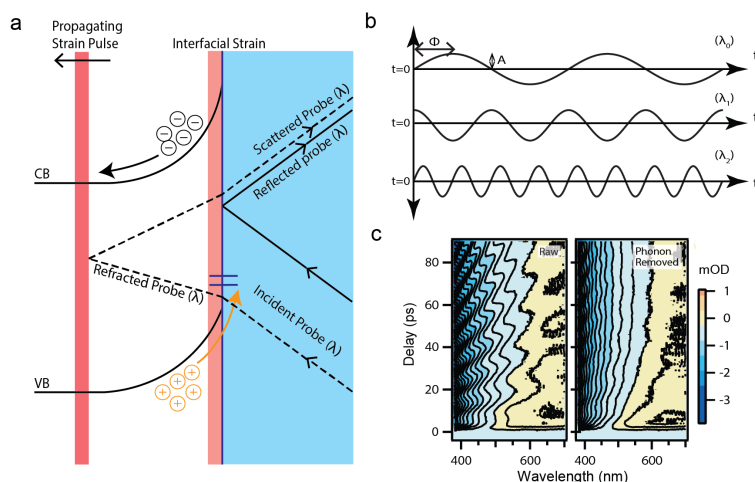 a
Propagating
Strain Pulse
Interfacial Strain
CB
VB
Scattered Probe (λ)
Reflected probe (λ)
Refracted Probe (λ)
Incident Probe (λ)
b
Φ
A
t=0
(λ₀)
t
t=0
(λ₁)
t
t=0
(λ₂)
t
c
Raw
Phonon
Removed
mOD
Delay (ps)
80
60
40
20
0
400
600
400
600
Wavelength (nm)
1
0
-1
-2
-3